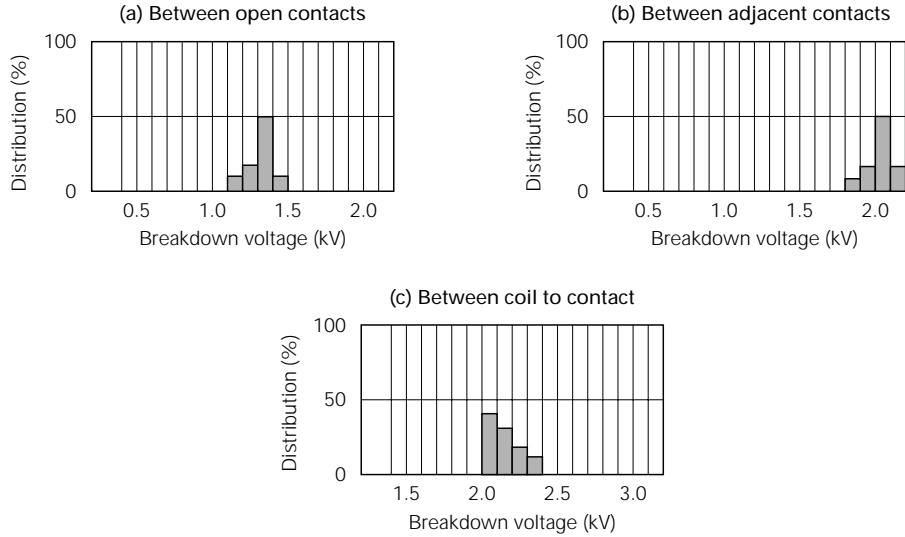 (a) Between open contacts
100
50
0
Distribution (%)
0.5 1.0 1.5 2.0
Breakdown voltage (kV)
(b) Between adjacent contacts
100
50
0
Distribution (%)
0.5 1.0 1.5 2.0
Breakdown voltage (kV)
(c) Between coil to contact
100
50
0
Distribution (%)
1.5 2.0 2.5 3.0
Breakdown voltage (kV)